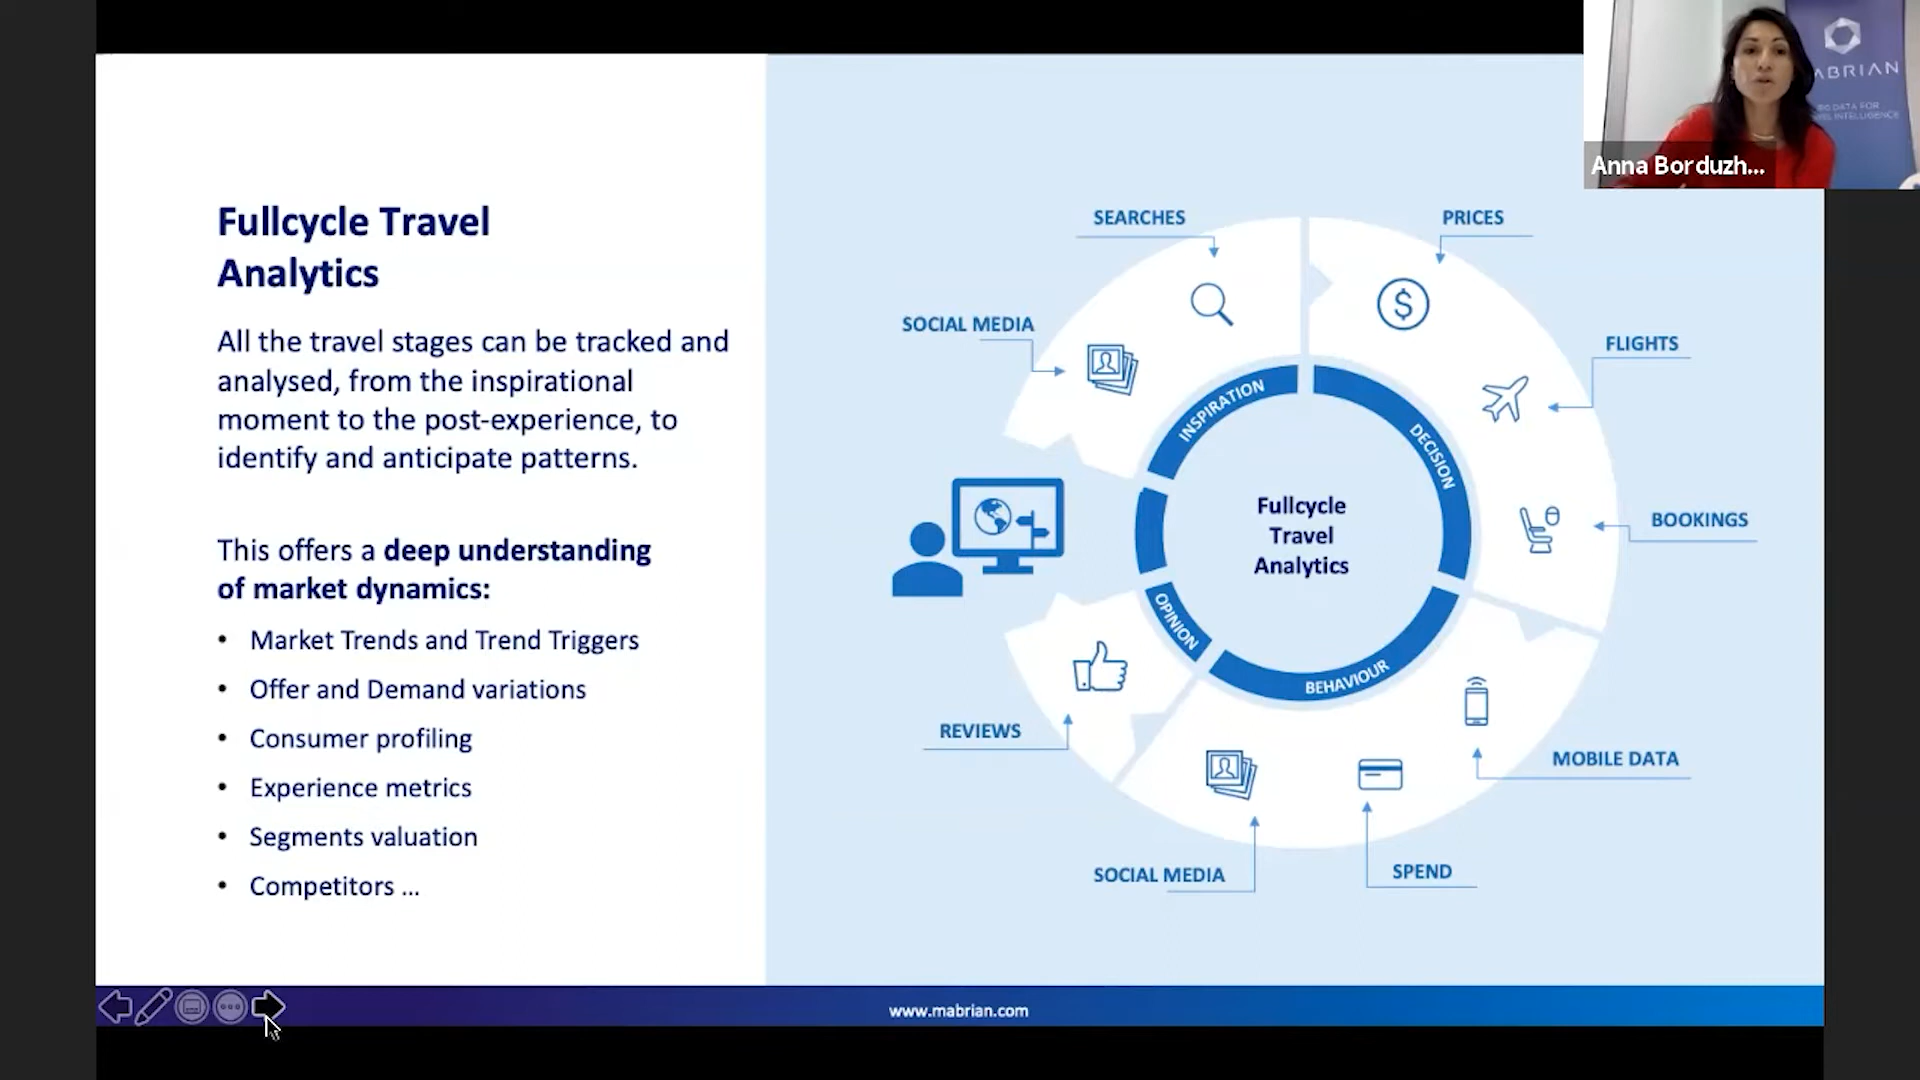 Fullcycle Travel
Analytics
All the travel stages can be tracked and
analysed, from the inspirational
moment to the post-experience, to
identify and anticipate patterns.
This offers a deep understanding
of market dynamics:
• Market Trends and Trend Triggers
• Offer and Demand variations
• Consumer profiling
• Experience metrics
• Segments valuation
• Competitors ...
SEARCHES
PRICES
SOCIAL MEDIA
FLIGHTS
INSPIRATION
DECISION
Fullcycle
Travel
Analytics
BOOKINGS
OPINION
BEHAVIOUR
REVIEWS
MOBILE DATA
SOCIAL MEDIA
SPEND
www.mabrian.com
ABRIAN
Anna Borduzh...